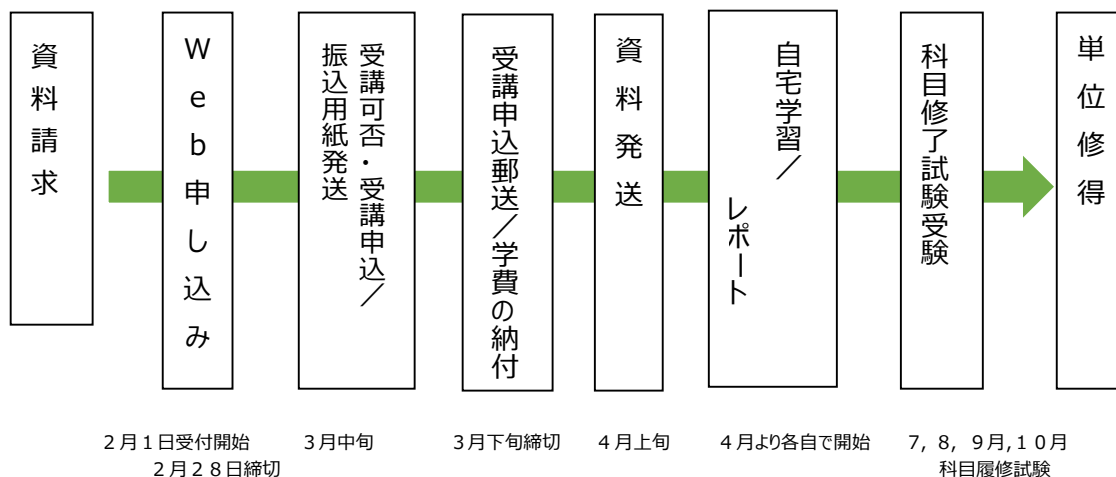 資料請求
Ｗｅｂ申し込み
受講可否・受講申込／
振込用紙発送
受講申込郵送／学費の納付
資料発送
自宅学習／
レポート
科目修了試験受験
単位修得
２月１日受付開始
２月２８日締切
３月中旬
３月下旬締切
４月上旬
４月より各自で開始
7, 8, 9月,１０月
科目履修試験